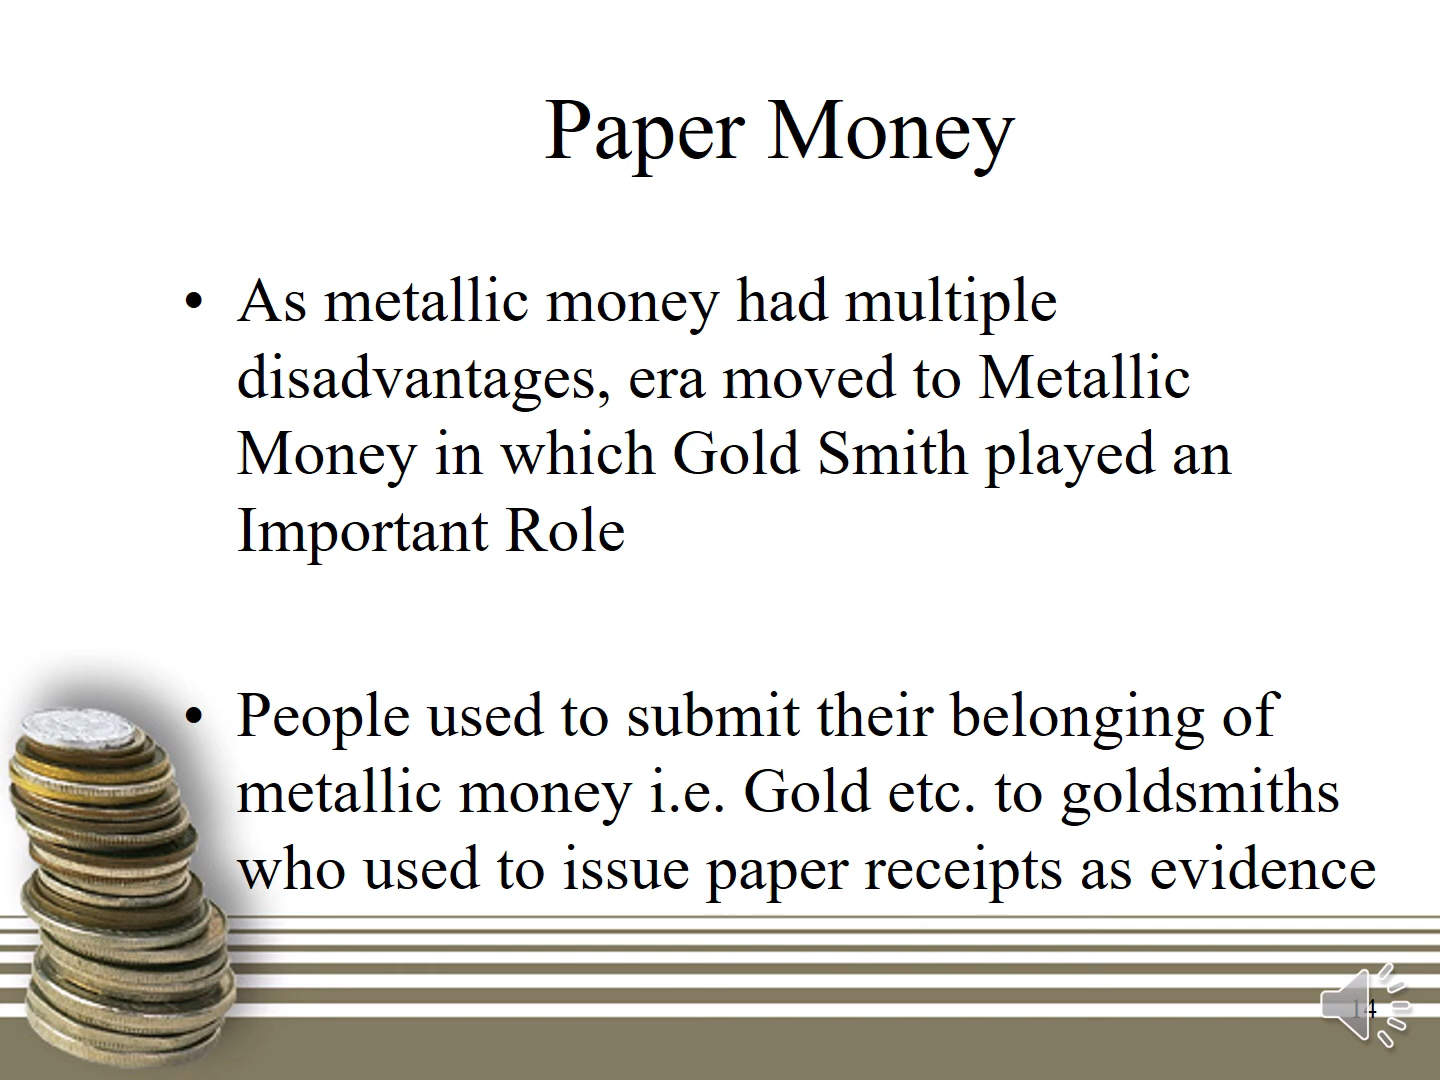 Paper Money
• As metallic money had multiple
disadvantages, era moved to Metallic
Money in which Gold Smith played an
Important Role
• People used to submit their belonging of
metallic money i.e. Gold etc. to goldsmiths
who used to issue paper receipts as evidence
14